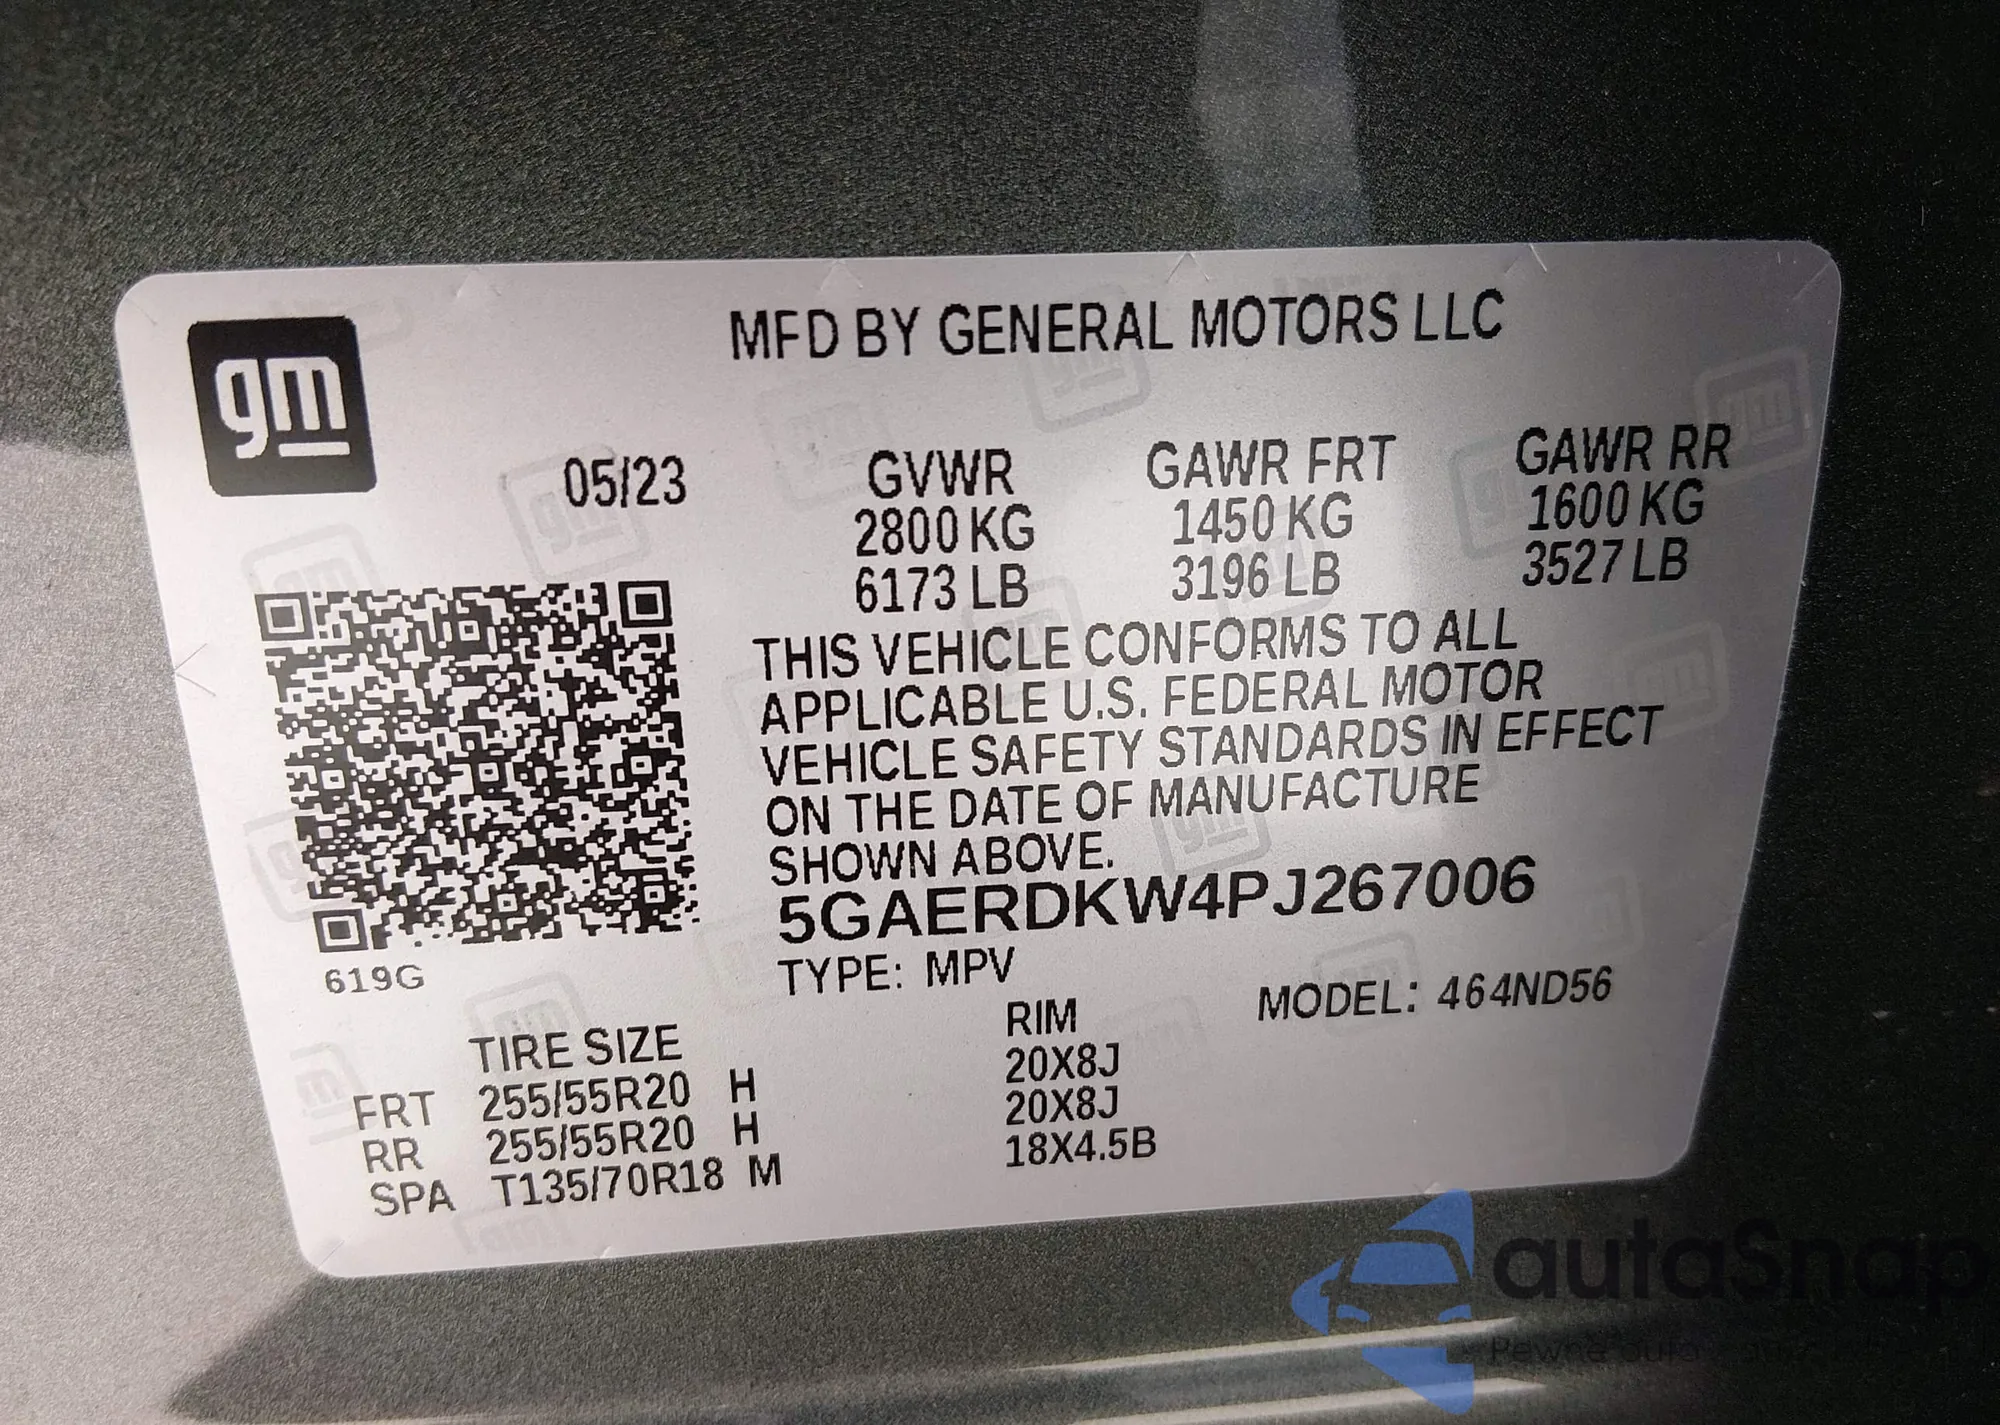 gm
MFD BY GENERAL MOTORS LLC
05/23 GVWR GAWR FRT GAWR RR
2800 KG 1450 KG 1600 KG
6173 LB 3196 LB 3527 LB
THIS VEHICLE CONFORMS TO ALL
APPLICABLE U.S. FEDERAL MOTOR
VEHICLE SAFETY STANDARDS IN EFFECT
ON THE DATE OF MANUFACTURE
SHOWN ABOVE.
5GAERDKW4PJ267006
619G
TYPE: MPV MODEL: 464ND56
TIRE SIZE RIM
FRT 255/55R20 H 20X8J
RR 255/55R20 H 20X8J
SPA T135/70R18 M 18X4.5B
autaSnap
Pewne auto